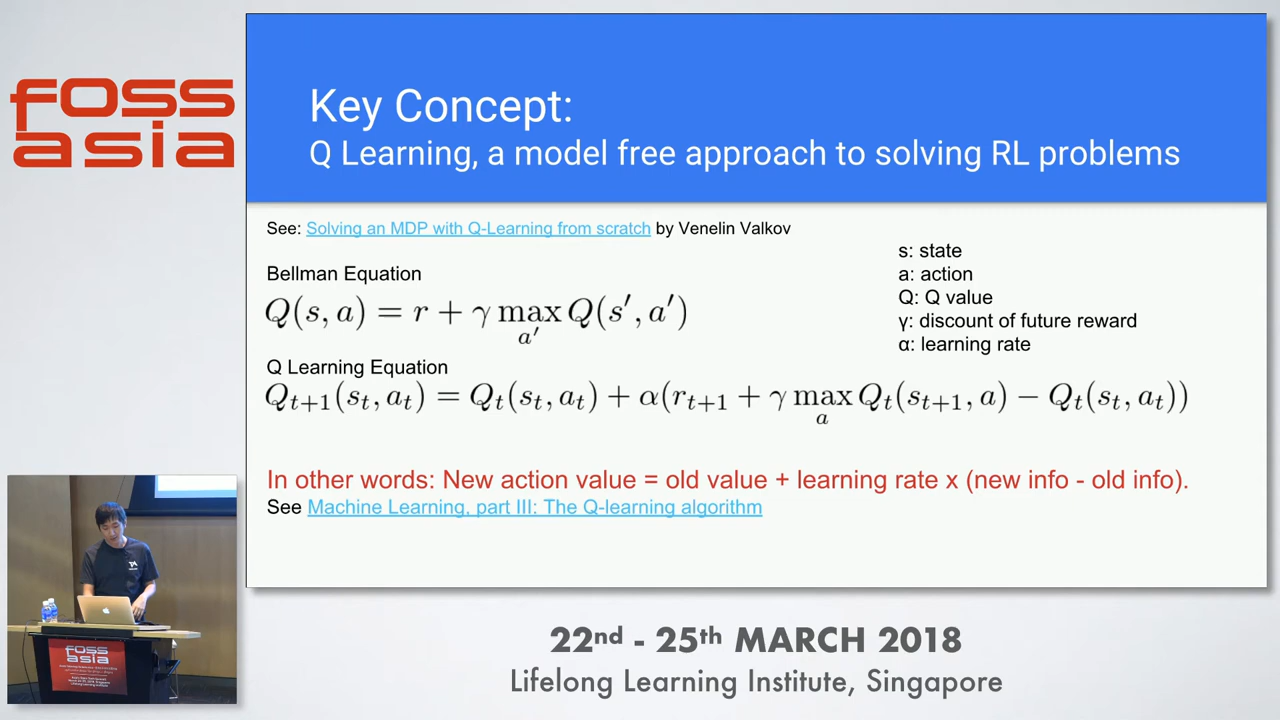 foss
asia
Key Concept:
Q Learning, a model free approach to solving RL problems
See: Solving an MDP with Q-Learning from scratch by Venelin Valkov
s: state
a: action
Q: Q value
γ: discount of future reward
α: learning rate
Bellman Equation
Q(s, a) = r + γ max_{a′} Q(s′, a′)
Q Learning Equation
Q_{t+1}(s_t, a_t) = Q_t(s_t, a_t) + α(r_{t+1} + γ max_a Q_t(s_{t+1}, a) − Q_t(s_t, a_t))
In other words: New action value = old value + learning rate x (new info - old info).
See Machine Learning, part III: The Q-learning algorithm
foss
asia
22nd - 25th MARCH 2018
Lifelong Learning Institute, Singapore